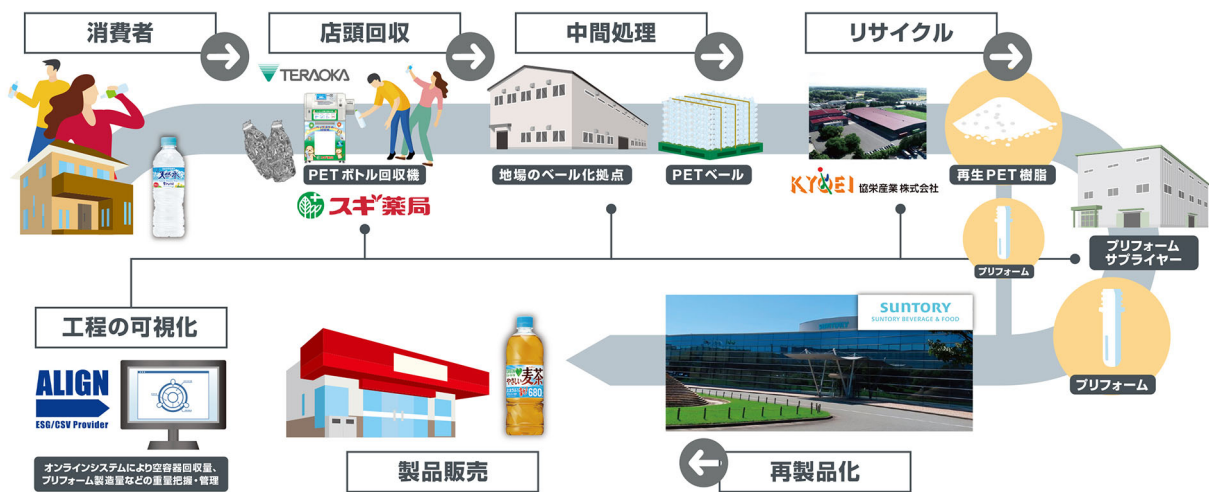 消費者
店頭回収
中間処理
リサイクル
TERAOKA
PETボトル回収機
地場のベール化拠点
PETベール
再生PET樹脂
スギ薬局
KYOEI 協栄産業株式会社
プリフォーム
プリフォーム
サプライヤー
工程の可視化
ALIGN
ESG/CSV Provider
オンラインシステムにより空容器回収量、
プリフォーム製造量などの重量把握・管理
やさしい
麦茶
680
SUNTORY
SUNTORY BEVERAGE & FOOD
プリフォーム
製品販売
再製品化